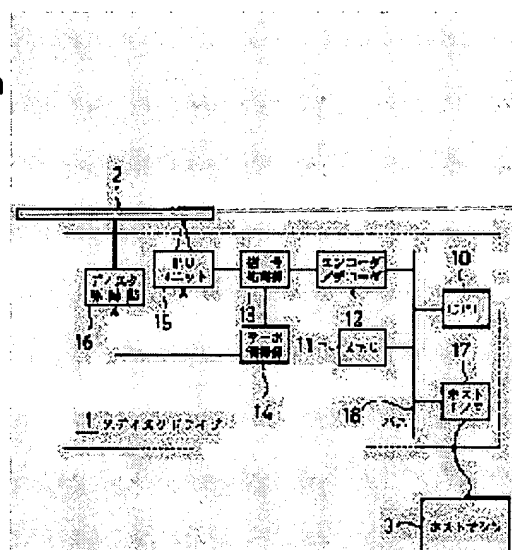 2
ディスク
駆動部
16
PU
ユニット
15
信号
処理部
13
エンコーダ
/デコーダ
12
10
CPU
サーボ
制御部
14
11
メモリ
17
ホスト
18
バス
1
ディスクドライブ
3
ホストマシン